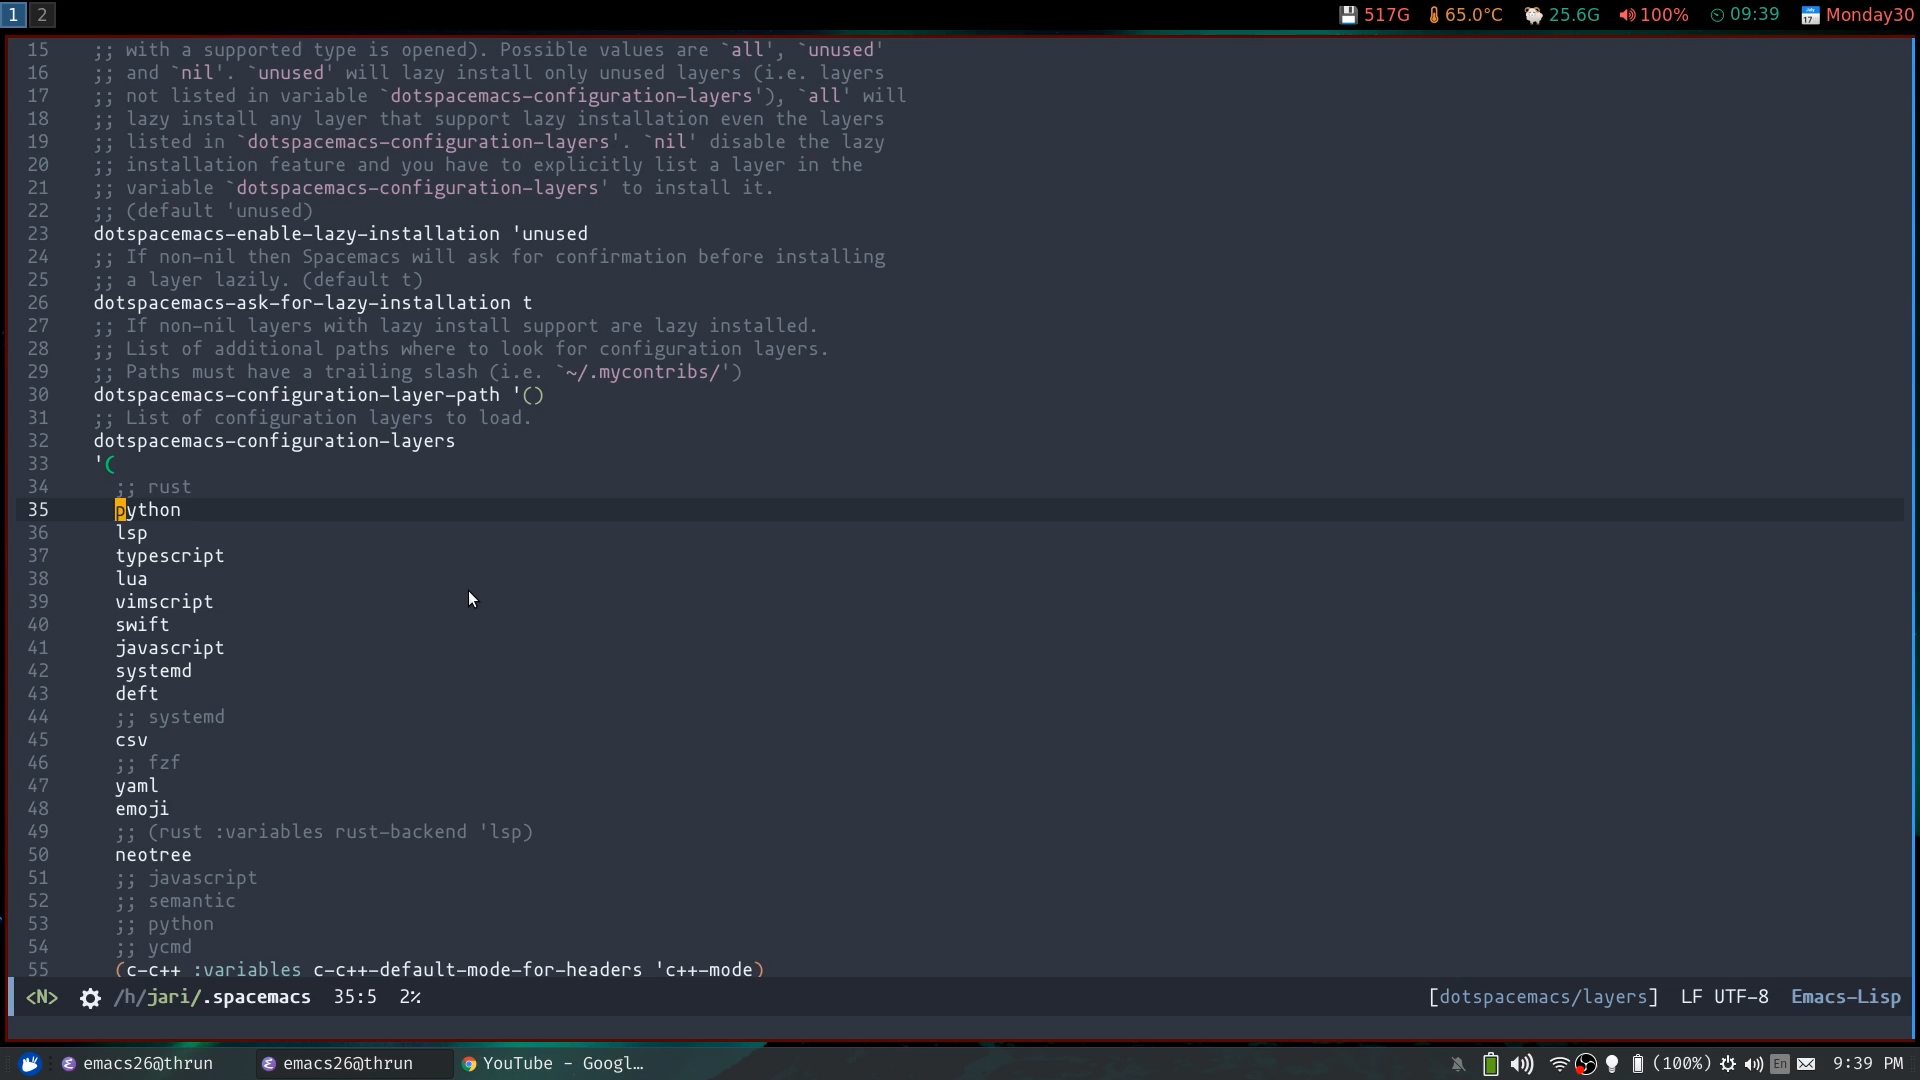 1 2 517G 65.0°C 25.6G 100% 09:39 Monday30
15 ;; with a supported type is opened). Possible values are `all', `unused'
16 ;; and `nil'. `unused' will lazy install only unused layers (i.e. layers
17 ;; not listed in variable `dotspacemacs-configuration-layers'), `all' will
18 ;; lazy install any layer that support lazy installation even the layers
19 ;; listed in `dotspacemacs-configuration-layers'. `nil' disable the lazy
20 ;; installation feature and you have to explicitly list a layer in the
21 ;; variable `dotspacemacs-configuration-layers' to install it.
22 ;; (default 'unused)
23 dotspacemacs-enable-lazy-installation 'unused
24 ;; If non-nil then Spacemacs will ask for confirmation before installing
25 ;; a layer lazily. (default t)
26 dotspacemacs-ask-for-lazy-installation t
27 ;; If non-nil layers with lazy install support are lazy installed.
28 ;; List of additional paths where to look for configuration layers.
29 ;; Paths must have a trailing slash (i.e. `~/.mycontribs/')
30 dotspacemacs-configuration-layer-path '()
31 ;; List of configuration layers to load.
32 dotspacemacs-configuration-layers
33 '(
34 ;; rust
35 python
36 lsp
37 typescript
38 lua
39 vimscript
40 swift
41 javascript
42 systemd
43 deft
44 ;; systemd
45 csv
46 ;; fzf
47 yaml
48 emoji
49 ;; (rust :variables rust-backend 'lsp)
50 neotree
51 ;; javascript
52 ;; semantic
53 ;; python
54 ;; ycmd
55 (c-c++ :variables c-c++-default-mode-for-headers 'c++-mode)
<N> /h/jari/.spacemacs 35:5 2% [dotspacemacs/layers] LF UTF-8 Emacs-Lisp
emacs26@thrun emacs26@thrun YouTube - Googl... (100%) En 9:39 PM